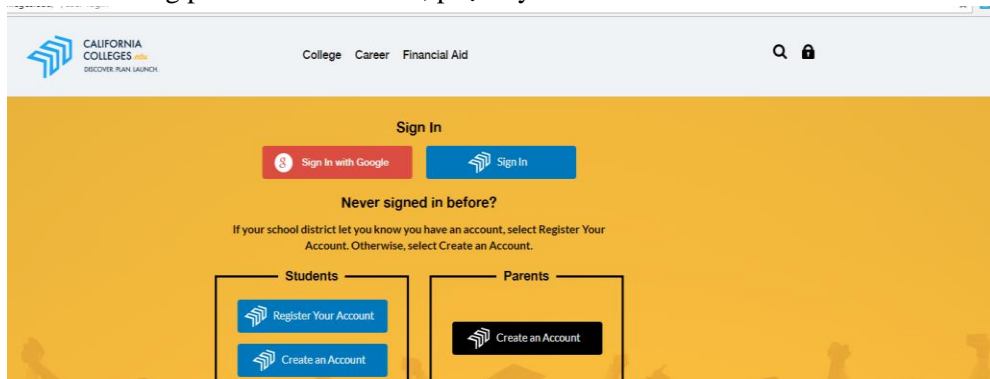 CALIFORNIA
COLLEGES .edu
DISCOVER. PLAN. LAUNCH.
College Career Financial Aid
Sign In
8 Sign In with Google
Sign In
Never signed in before?
If your school district let you know you have an account, select Register Your
Account. Otherwise, select Create an Account.
Students
Register Your Account
Create an Account
Parents
Create an Account